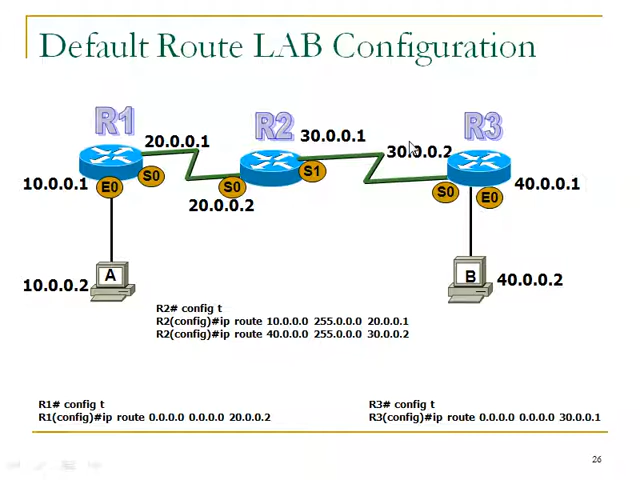 Default Route LAB Configuration
R1
R2
R3
20.0.0.1
30.0.0.1
30.0.0.2
10.0.0.1
E0
S0
S0
S1
S0
E0
40.0.0.1
20.0.0.2
10.0.0.2
A
B
40.0.0.2
R2# config t
R2(config)#ip route 10.0.0.0 255.0.0.0 20.0.0.1
R2(config)#ip route 40.0.0.0 255.0.0.0 30.0.0.2
R1# config t
R1(config)#ip route 0.0.0.0 0.0.0.0 20.0.0.2
R3# config t
R3(config)#ip route 0.0.0.0 0.0.0.0 30.0.0.1
26